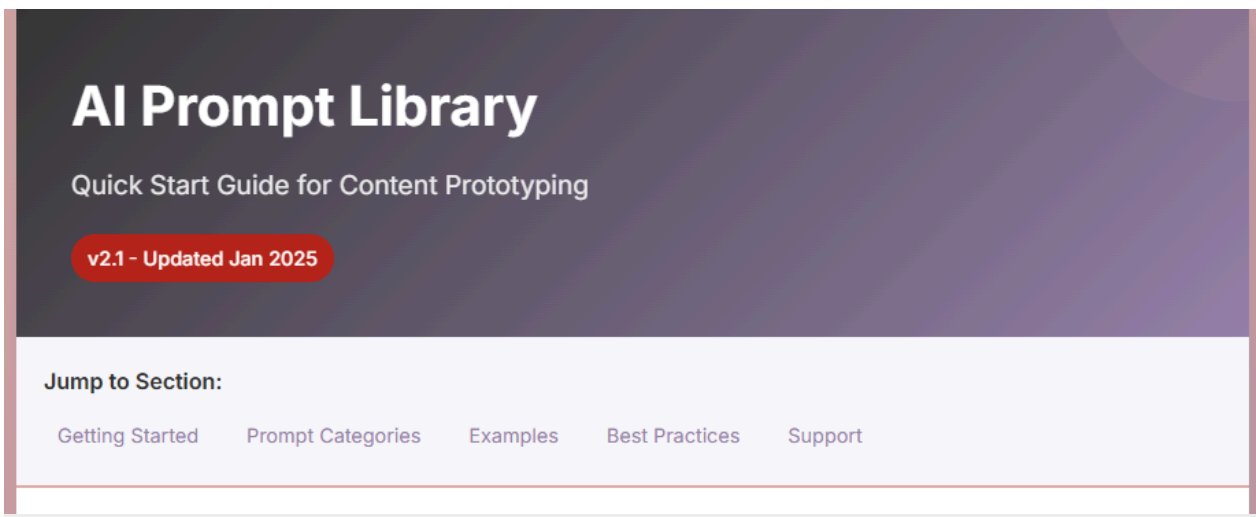 AI Prompt Library
Quick Start Guide for Content Prototyping
v2.1 - Updated Jan 2025
Jump to Section:
Getting Started Prompt Categories Examples Best Practices Support